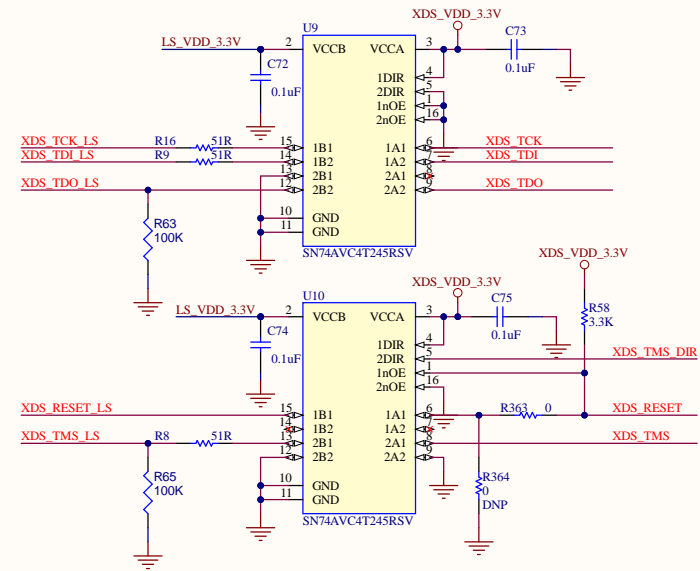 XDS_VDD_3.3V
U9
C73
LS_VDD_3.3V 2 VCCB VCCA 3
C72
0.1uF
1DIR 4
0.1uF
2DIR 5
1nOE 1
2nOE 16
XDS_TCK_LS R16 51R 15 1B1 1A1 6 XDS_TCK
XDS_TDI_LS R9 51R 14 1B2 1A2 7 XDS_TDI
13 2B1 2A1 8
XDS_TDO_LS 12 2B2 2A2 9 XDS_TDO
10 GND
R63
100K
11 GND
SN74AVC4T245RSV
XDS_VDD_3.3V
XDS_VDD_3.3V
U10
C75
LS_VDD_3.3V 2 VCCB VCCA 3
R58
3.3K
C74
0.1uF
1DIR 4
0.1uF
2DIR 5 XDS_TMS_DIR
1nOE 1
2nOE 16
XDS_RESET_LS 15 1B1 1A1 6 R363 0 XDS_RESET
14 1B2 1A2 7
XDS_TMS_LS R8 51R 13 2B1 2A1 8 XDS_TMS
12 2B2 2A2 9
R65
100K
10 GND
11 GND
R364
0
DNP
SN74AVC4T245RSV